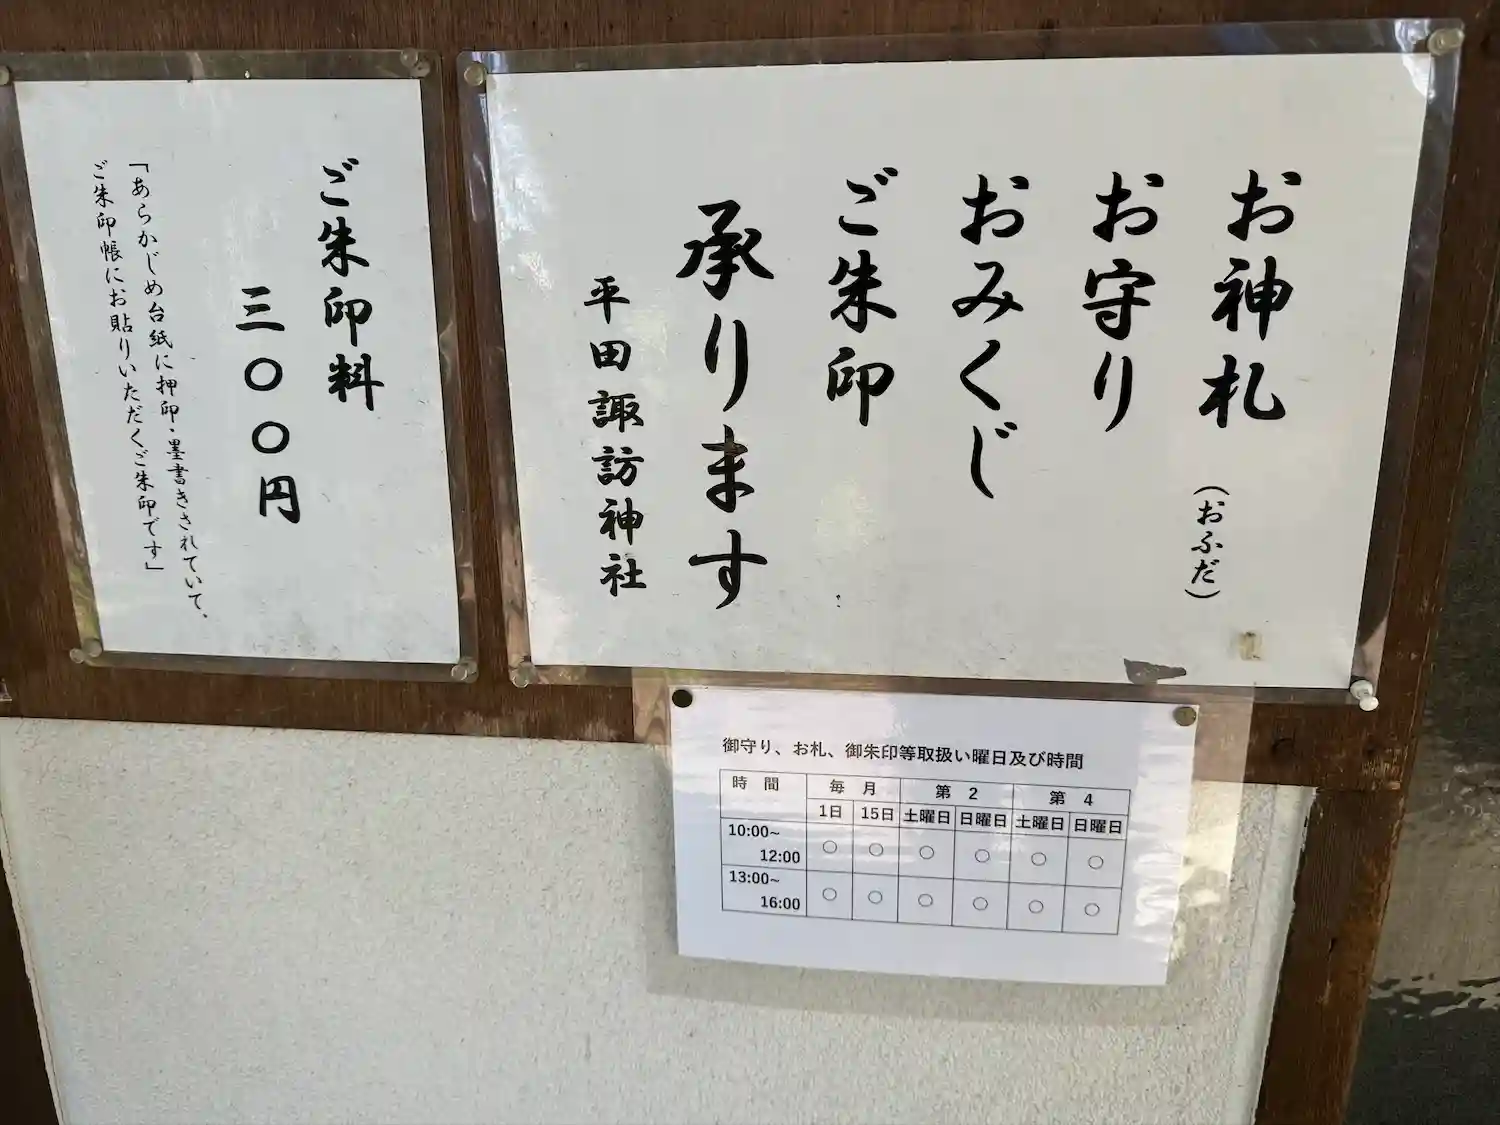 お神札(おふだ)
お守り
おみくじ
ご朱印
承ります
平田諏訪神社
ご朱印料
三〇〇円
「あらかじめ台紙に押印・墨書きされていて、
ご朱印帳にお貼りいただくご朱印です」
御守り、お札、御朱印等取扱い曜日及び時間
時 間 毎 月 第 2 第 4
1日 15日 土曜日 日曜日 土曜日 日曜日
10:00~
12:00 ○ ○ ○ ○ ○ ○
13:00~
16:00 ○ ○ ○ ○ ○ ○